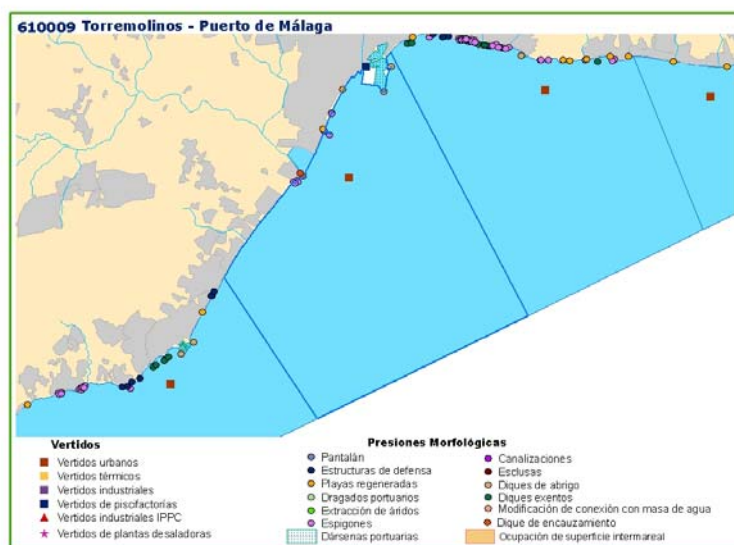 610009 Torremolinos - Puerto de Málaga
Vertidos
Vertidos urbanos
Vertidos térmicos
Vertidos industriales
Vertidos de piscifactorías
Vertidos industriales IPPC
Vertidos de plantas desaladoras
Presiones Morfológicas
Pantalán
Estructuras de defensa
Playas regeneradas
Dragados portuarios
Extracción de áridos
Espigones
Dársenas portuarias
Canalizaciones
Esclusas
Diques de abrigo
Diques exentos
Modificación de conexión con masa de agua
Dique de encauzamiento
Ocupación de superficie intermareal